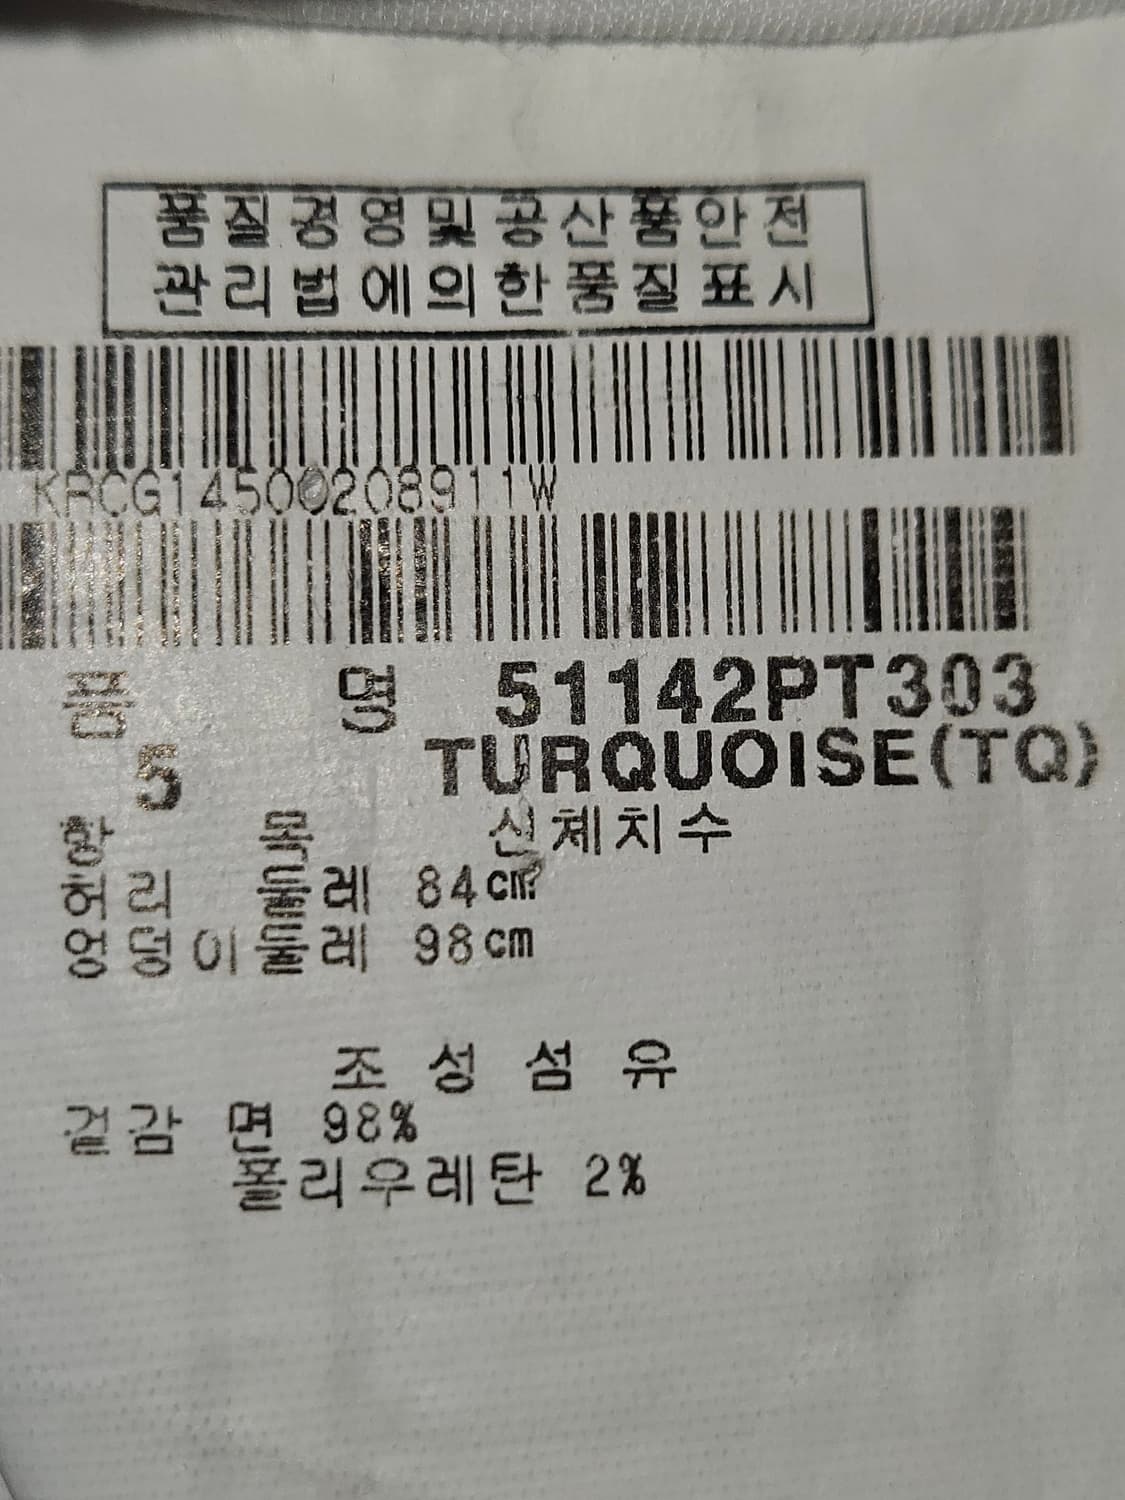 품질경영및공산품안전
관리법에의한품질표시
KRCG14500208911W
품 명 51142PT303
5 TURQUOISE(TQ)
항 목 신체치수
허리 둘레 84cm
엉덩이둘레 98cm
조성섬유
겉감 면 98%
폴리우레탄 2%